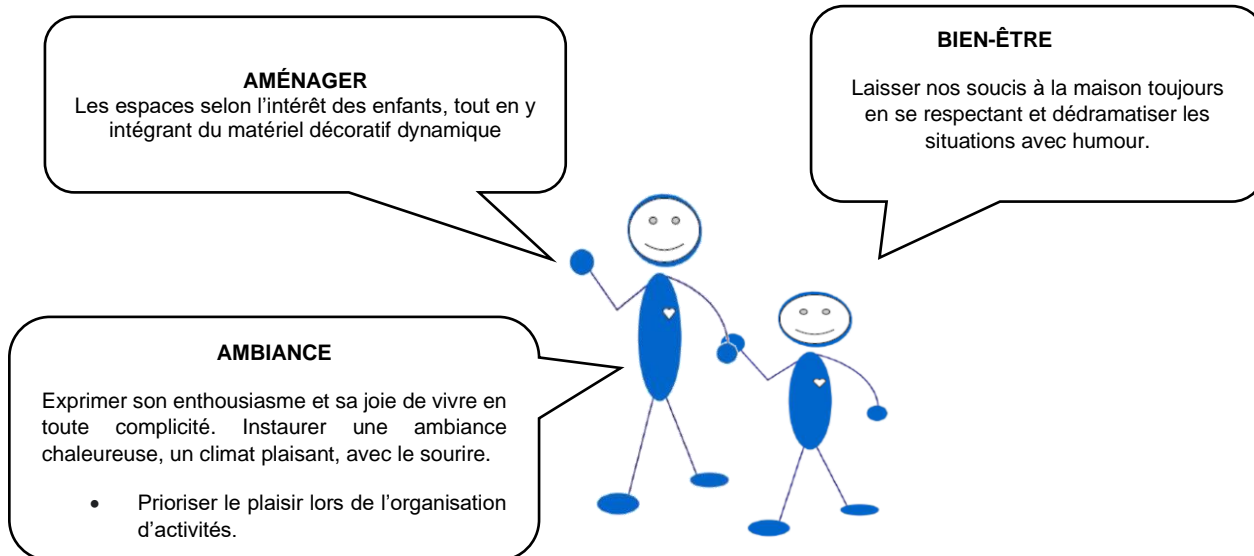 AMÉNAGER
Les espaces selon l’intérêt des enfants, tout en y
intégrant du matériel décoratif dynamique
BIEN-ÊTRE
Laisser nos soucis à la maison toujours
en se respectant et dédramatiser les
situations avec humour.
AMBIANCE
Exprimer son enthousiasme et sa joie de vivre en
toute complicité. Instaurer une ambiance
chaleureuse, un climat plaisant, avec le sourire.
• Prioriser le plaisir lors de l’organisation
d’activités.